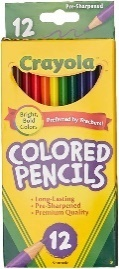 Pre-Sharpened
12
Crayola
Bright,
Bold
Colors
Preferred by Teachers!
COLORED
PENCILS
• Long-Lasting
• Pre-Sharpened
• Premium Quality
12